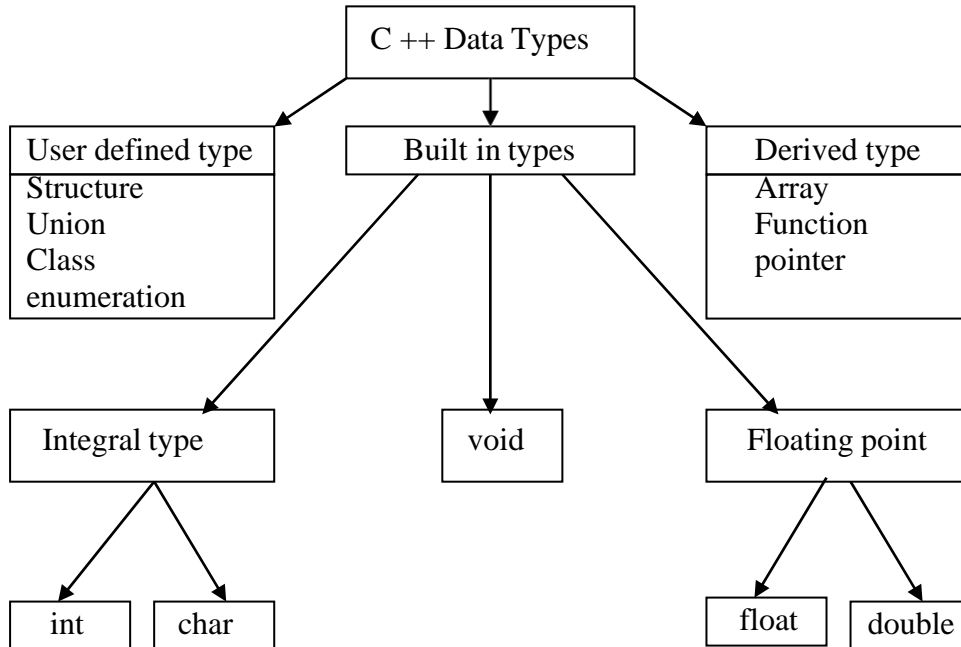 C ++ Data Types
User defined type
Structure
Union
Class
enumeration
Built in types
Derived type
Array
Function
pointer
Integral type
void
Floating point
int
char
float
double